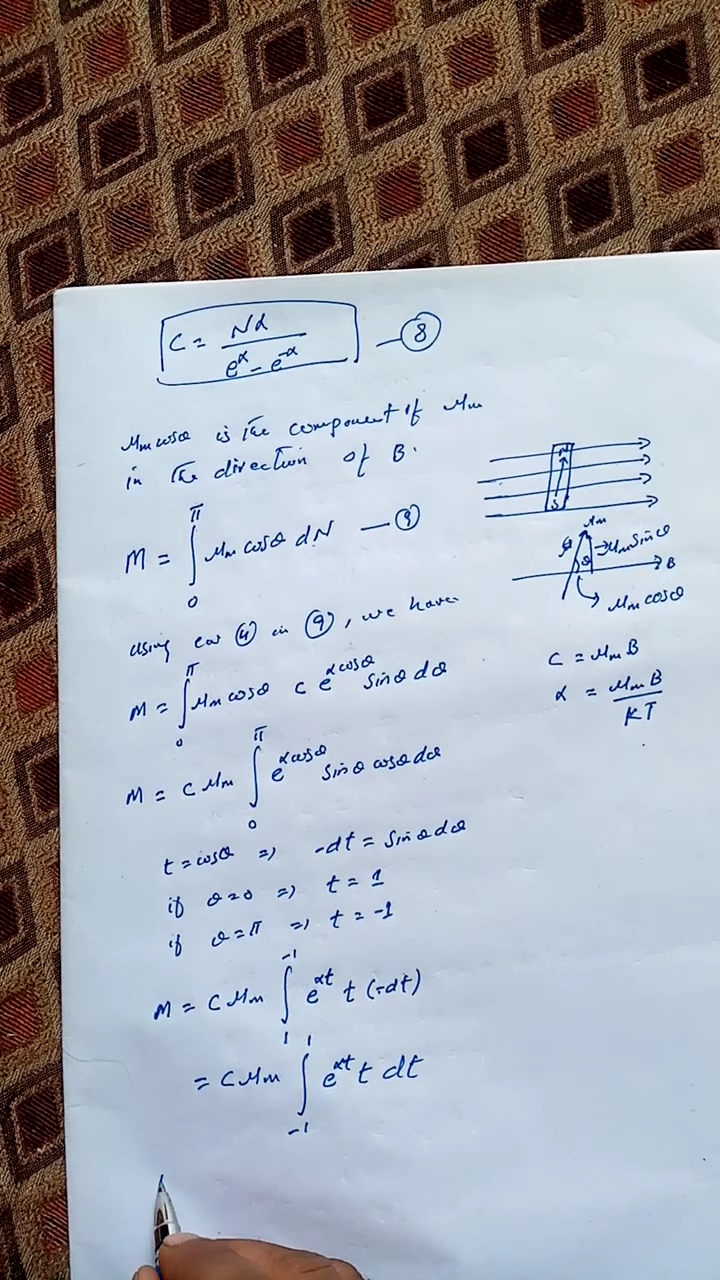 C = Nα / (e^α - e^-α) — ⑧
μm cosθ is the component of μm
in the direction of B.
M = ∫₀^π μm cosθ dN — ⑨
using ④ in ⑨, we have
M = ∫₀^π μm cosθ C e^(α cosθ) sinθ dθ
M = C μm ∫₀^π e^(α cosθ) sinθ cosθ dθ
t = cosθ => -dt = sinθ dθ
if θ=0 => t = 1
if θ=π => t = -1
M = C μm ∫₁^-1 e^(αt) t (-dt)
= C μm ∫₋₁^1 e^(αt) t dt
N
S
μm
θ
μm sinθ
B
μm cosθ
C = μm B
α = μm B / KT